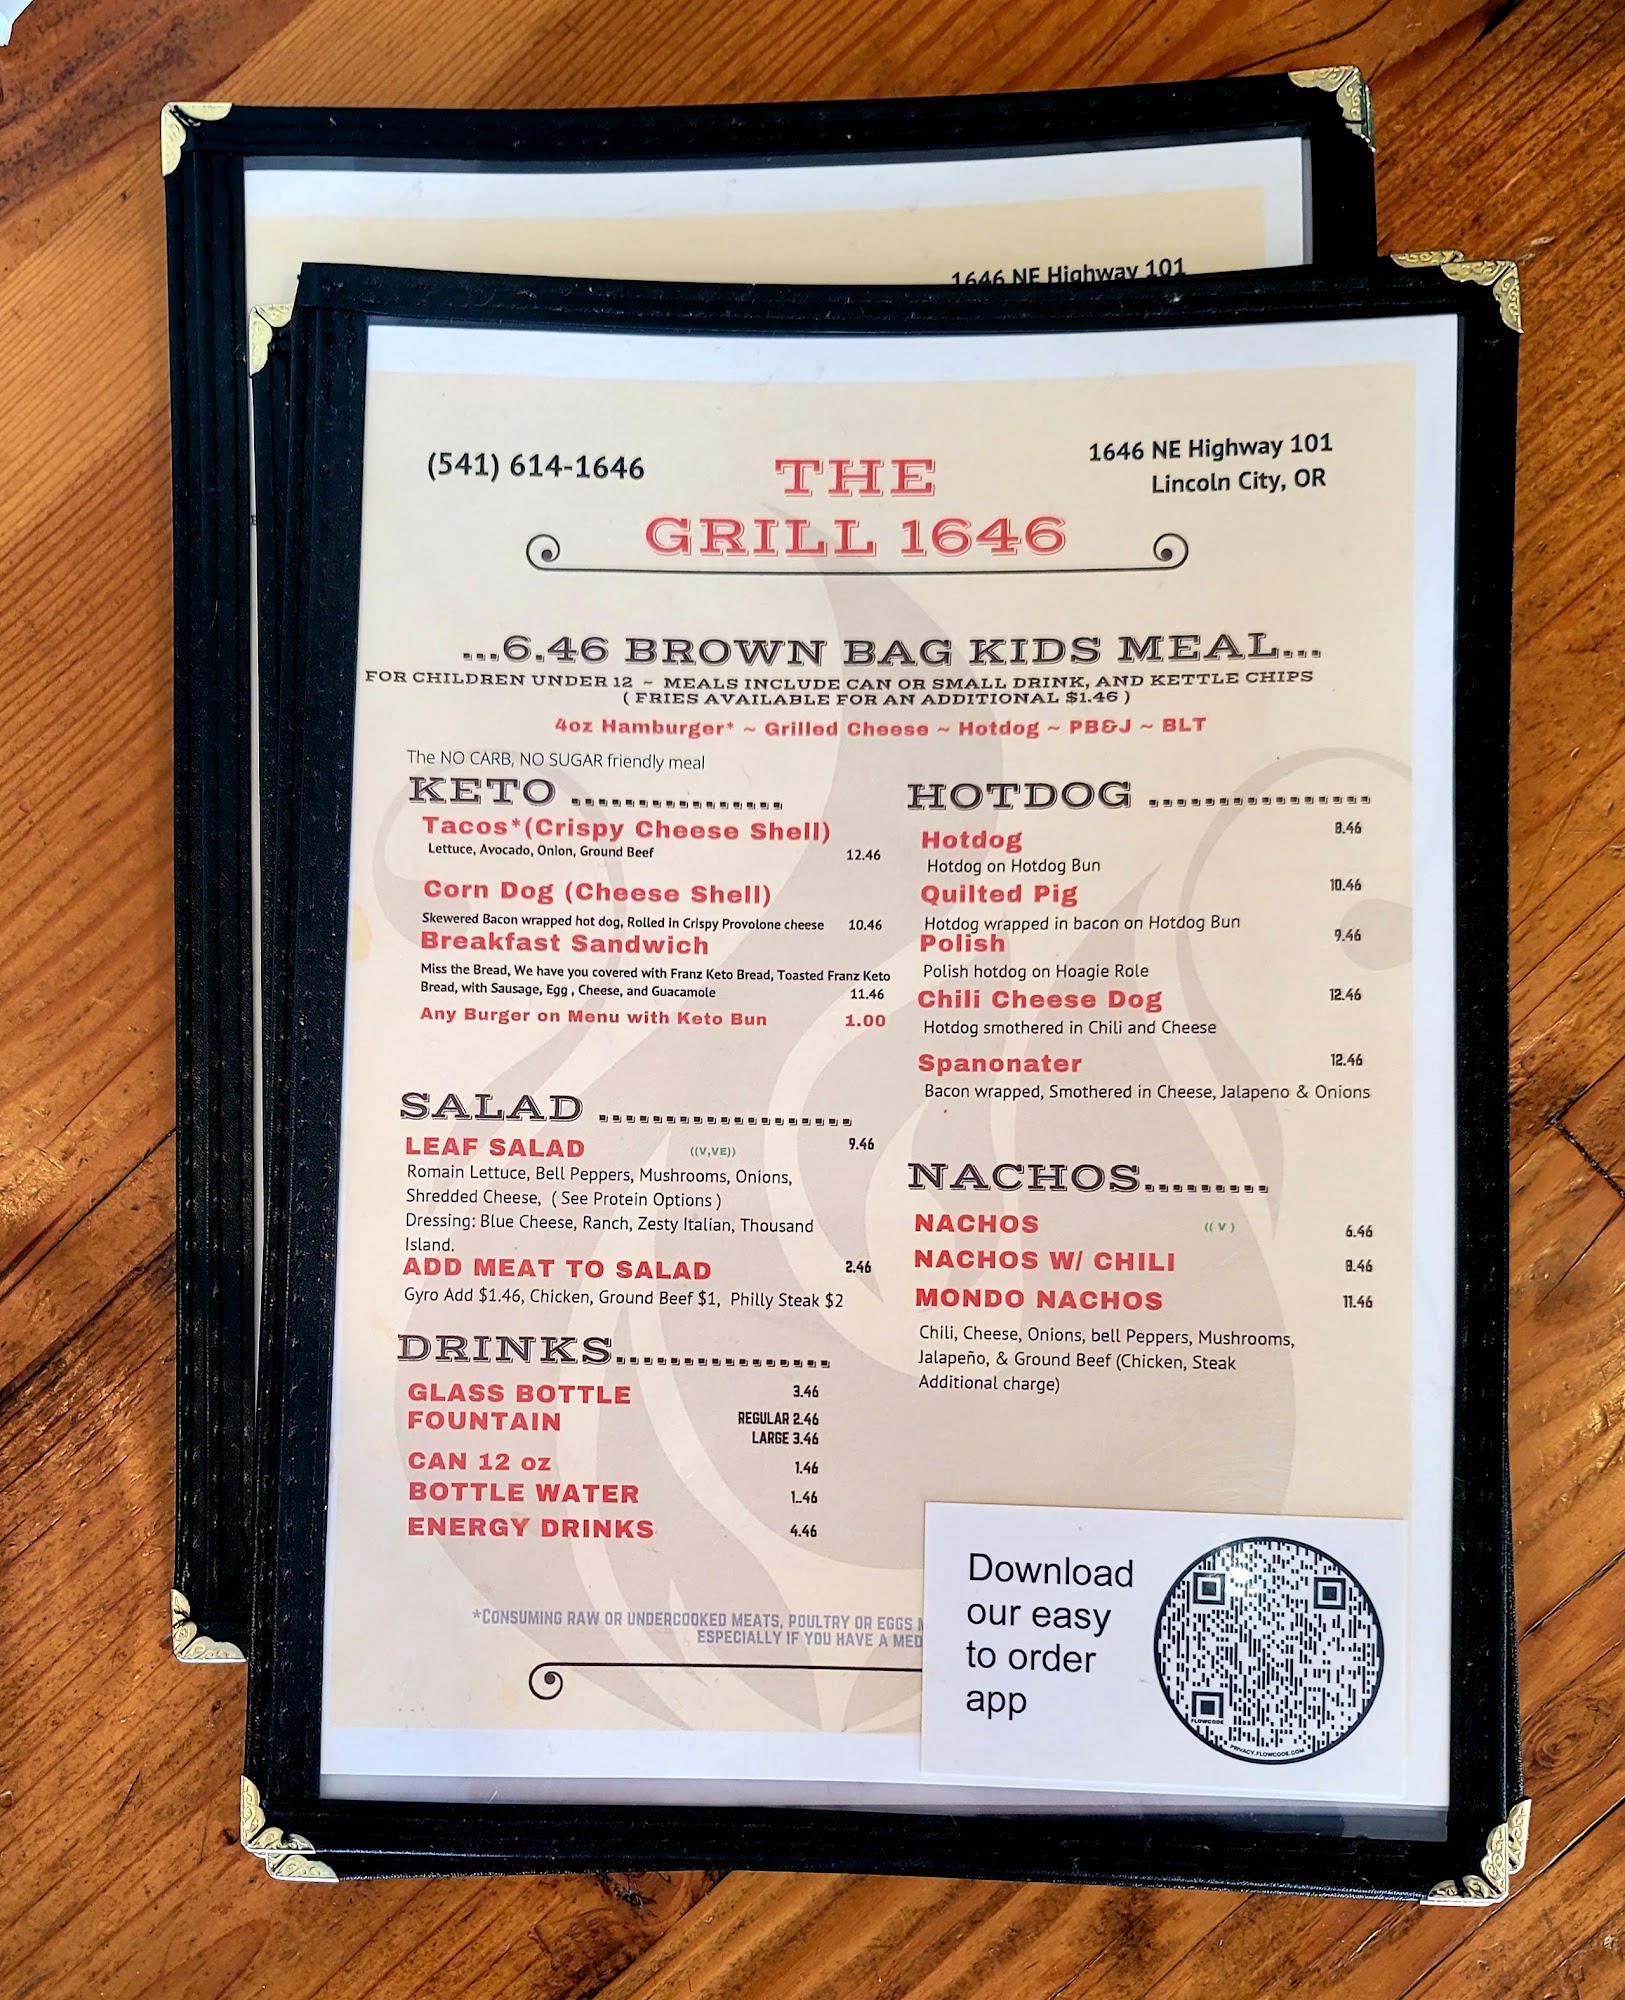 1646 NE Highway 101
(541) 614-1646
1646 NE Highway 101
Lincoln City, OR
THE
GRILL 1646
...6.46 BROWN BAG KIDS MEAL...
FOR CHILDREN UNDER 12 ~ MEALS INCLUDE CAN OR SMALL DRINK, AND KETTLE CHIPS
( FRIES AVAILABLE FOR AN ADDITIONAL $1.46 )
4oz Hamburger* ~ Grilled Cheese ~ Hotdog ~ PB&J ~ BLT
The NO CARB, NO SUGAR friendly meal
KETO ................
Tacos*(Crispy Cheese Shell)
Lettuce, Avocado, Onion, Ground Beef 12.46
Corn Dog (Cheese Shell)
Skewered Bacon wrapped hot dog, Rolled in Crispy Provolone cheese 10.46
Breakfast Sandwich
Miss the Bread, We have you covered with Franz Keto Bread, Toasted Franz Keto
Bread, with Sausage, Egg , Cheese, and Guacamole 11.46
Any Burger on Menu with Keto Bun 1.00
SALAD ...................
LEAF SALAD ((V,VE)) 9.46
Romain Lettuce, Bell Peppers, Mushrooms, Onions,
Shredded Cheese, ( See Protein Options )
Dressing: Blue Cheese, Ranch, Zesty Italian, Thousand
Island.
ADD MEAT TO SALAD 2.46
Gyro Add $1.46, Chicken, Ground Beef $1, Philly Steak $2
DRINKS................
GLASS BOTTLE 3.46
FOUNTAIN REGULAR 2.46
LARGE 3.46
CAN 12 oz 1.46
BOTTLE WATER 1..46
ENERGY DRINKS 4.46
HOTDOG ................
Hotdog 8.46
Hotdog on Hotdog Bun
Quilted Pig 10.46
Hotdog wrapped in bacon on Hotdog Bun
Polish 9.46
Polish hotdog on Hoagie Role
Chili Cheese Dog 12.46
Hotdog smothered in Chili and Cheese
Spanonater 12.46
Bacon wrapped, Smothered in Cheese, Jalapeno & Onions
NACHOS.........
NACHOS (( V ) 6.46
NACHOS W/ CHILI 8.46
MONDO NACHOS 11.46
Chili, Cheese, Onions, bell Peppers, Mushrooms,
Jalapeño, & Ground Beef (Chicken, Steak
Additional charge)
*CONSUMING RAW OR UNDERCOOKED MEATS, POULTRY OR EGGS
ESPECIALLY IF YOU HAVE A MED
Download
our easy
to order
app
FLOWCODE
PRIVACY.FLOWCODE.COM